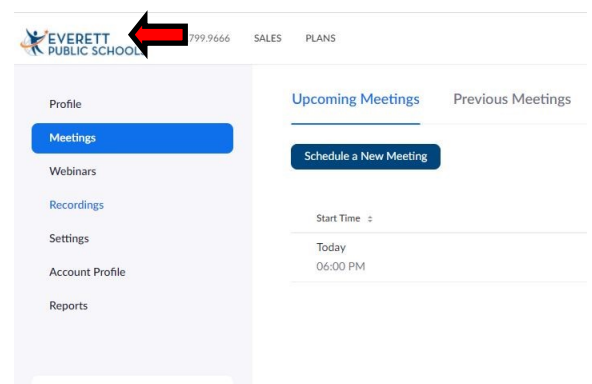 EVERETT
PUBLIC SCHOOLS
799.9666 SALES PLANS
Profile
Meetings
Webinars
Recordings
Settings
Account Profile
Reports
Upcoming Meetings Previous Meetings
Schedule a New Meeting
Start Time
Today
06:00 PM